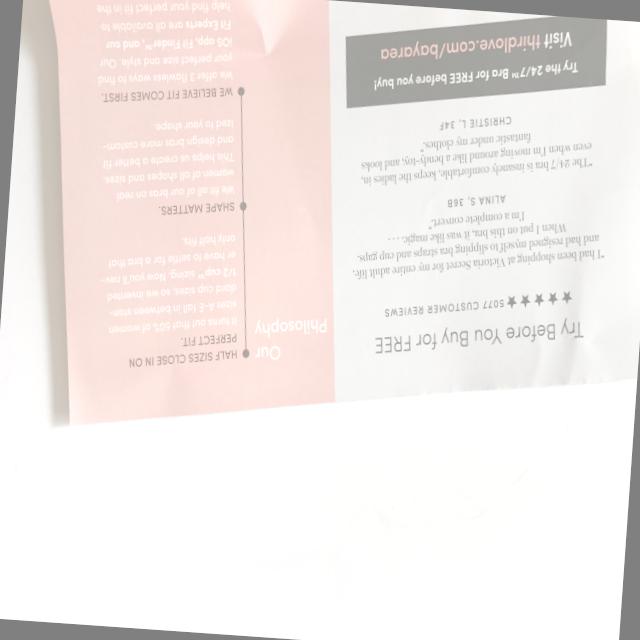 Try Before You Buy for FREE
★★★★★ 5077 CUSTOMER REVIEWS
"I had been shopping at Victoria Secret for my entire adult life,
and had resigned myself to slipping bra straps and cup gaps.
When I put on this bra, it was like magic. . . .
I'm a complete convert."
ALINA S, 36B
"The 24/7 bra is insanely comfortable, keeps the ladies in,
even when I'm moving around like a bendy-toy, and looks
fantastic under my clothes."
CHRISTIE L, 34F
Try the 24/7™ Bra for FREE before you buy!
Visit thirdlove.com/bayarea
Our
Philosophy
HALF SIZES CLOSE IN ON
PERFECT FIT.
It turns out that 50% of women
sizes A-E fall in between stan-
dard cup sizes, so we invented
1/2 cup™ sizing. Now you'll nev-
er have to settle for a bra that
only half fits.
SHAPE MATTERS.
We fit all of our bras on real
women of all shapes and sizes.
This helps us create a better fit
and design bras more custom-
ized to your shape.
WE BELIEVE FIT COMES FIRST.
We offer 3 flawless ways to find
your perfect size and style. Our
iOS app, Fit Finder™, and our
Fit Experts are all available to
help find your perfect fit in the